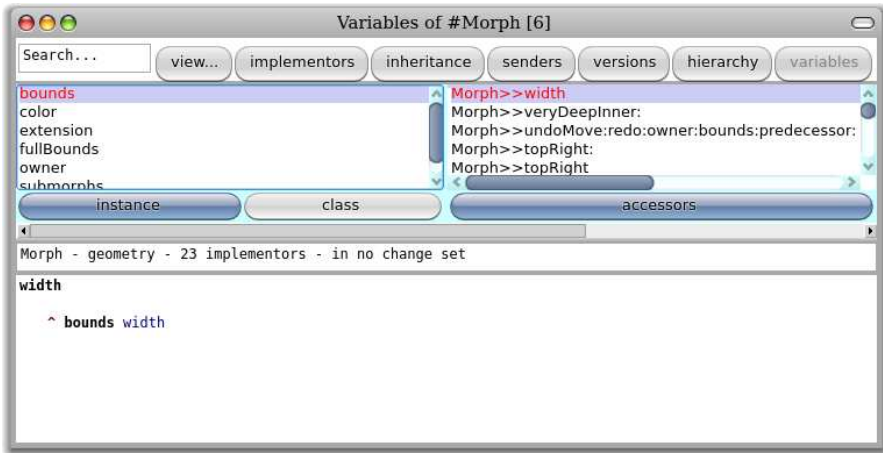 Variables of #Morph [6]
Search...
view...
implementors
inheritance
senders
versions
hierarchy
variables
bounds
color
extension
fullBounds
owner
submorphs
Morph>>width
Morph>>veryDeepInner:
Morph>>undoMove:redo:owner:bounds:predecessor:
Morph>>topRight:
Morph>>topRight
instance
class
accessors
Morph - geometry - 23 implementors - in no change set
width
^ bounds width